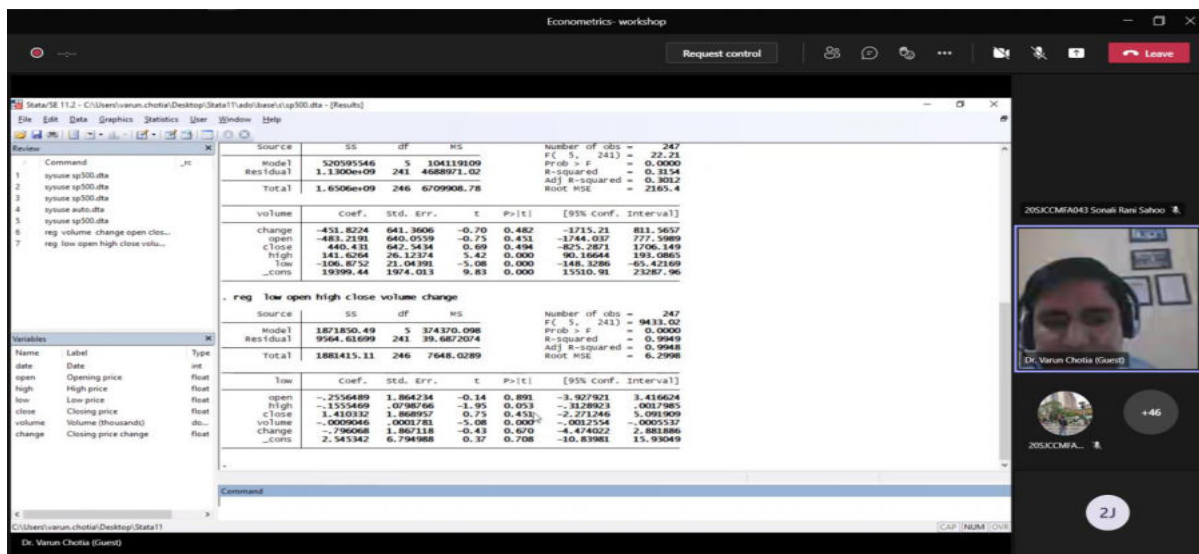 Econometrics- workshop
Request control
Leave
Stata/SE 11.2 - C:\Users\varun.chotia\Desktop\Stata11\ado\base\s\sp500.dta - [Results]
File Edit Data Graphics Statistics User Window Help
Review
Command _rc
1 sysuse sp500.dta
2 sysuse sp500.dta
3 sysuse sp500.dta
4 sysuse auto.dta
5 sysuse sp500.dta
6 reg volume change open clos...
7 reg low open high close volu...
Variables
Name Label Type
date Date int
open Opening price float
high High price float
low Low price float
close Closing price float
volume Volume (thousands) do...
change Closing price change float
Source SS df MS Number of obs = 247
F( 5, 241) = 22.21
Model 520595546 5 104119109 Prob > F = 0.0000
Residual 1.1300e+09 241 4688971.02 R-squared = 0.3154
Adj R-squared = 0.3012
Total 1.6506e+09 246 6709908.78 Root MSE = 2165.4
volume Coef. Std. Err. t P>|t| [95% Conf. Interval]
change -451.8224 641.3606 -0.70 0.482 -1715.21 811.5657
open -483.2191 640.0559 -0.75 0.451 -1744.037 777.5989
close 440.431 642.5434 0.69 0.494 -825.2871 1706.149
high 141.6264 26.12374 5.42 0.000 90.16644 193.0865
low -106.8752 21.04391 -5.08 0.000 -148.3286 -65.42169
_cons 19399.44 1974.013 9.83 0.000 15510.91 23287.96
. reg low open high close volume change
Source SS df MS Number of obs = 247
F( 5, 241) = 9433.02
Model 1871850.49 5 374370.098 Prob > F = 0.0000
Residual 9564.61699 241 39.6872074 R-squared = 0.9949
Adj R-squared = 0.9948
Total 1881415.11 246 7648.0289 Root MSE = 6.2998
low Coef. Std. Err. t P>|t| [95% Conf. Interval]
open -.2556489 1.864234 -0.14 0.891 -3.927921 3.416624
high -.1555469 .0798766 -1.95 0.053 -.3128923 .0017985
close 1.410332 1.868957 0.75 0.451 -2.271246 5.091909
volume -.0009046 .0001781 -5.08 0.000 -.0012554 -.0005537
change -.796068 1.867118 -0.43 0.670 -4.474022 2.881886
_cons 2.545342 6.794988 0.37 0.708 -10.83981 15.93049
.
Command
C:\Users\varun.chotia\Desktop\Stata11
CAP NUM OVR
Dr. Varun Chotia (Guest)
20SJCCMFA043 Sonali Rani Sahoo
Dr. Varun Chotia (Guest)
20SJCCMFA...
+46
2J